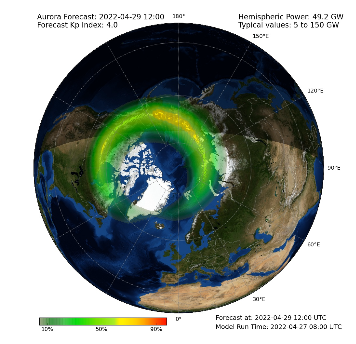 Aurora Forecast: 2022-04-29 12:00
Forecast Kp Index: 4.0
180°
Hemispheric Power: 49.2 GW
Typical values: 5 to 150 GW
150°E
120°E
90°E
60°E
30°E
0°
10%
50%
90%
Forecast at: 2022-04-29 12:00 UTC
Model Run Time: 2022-04-27 08:00 UTC